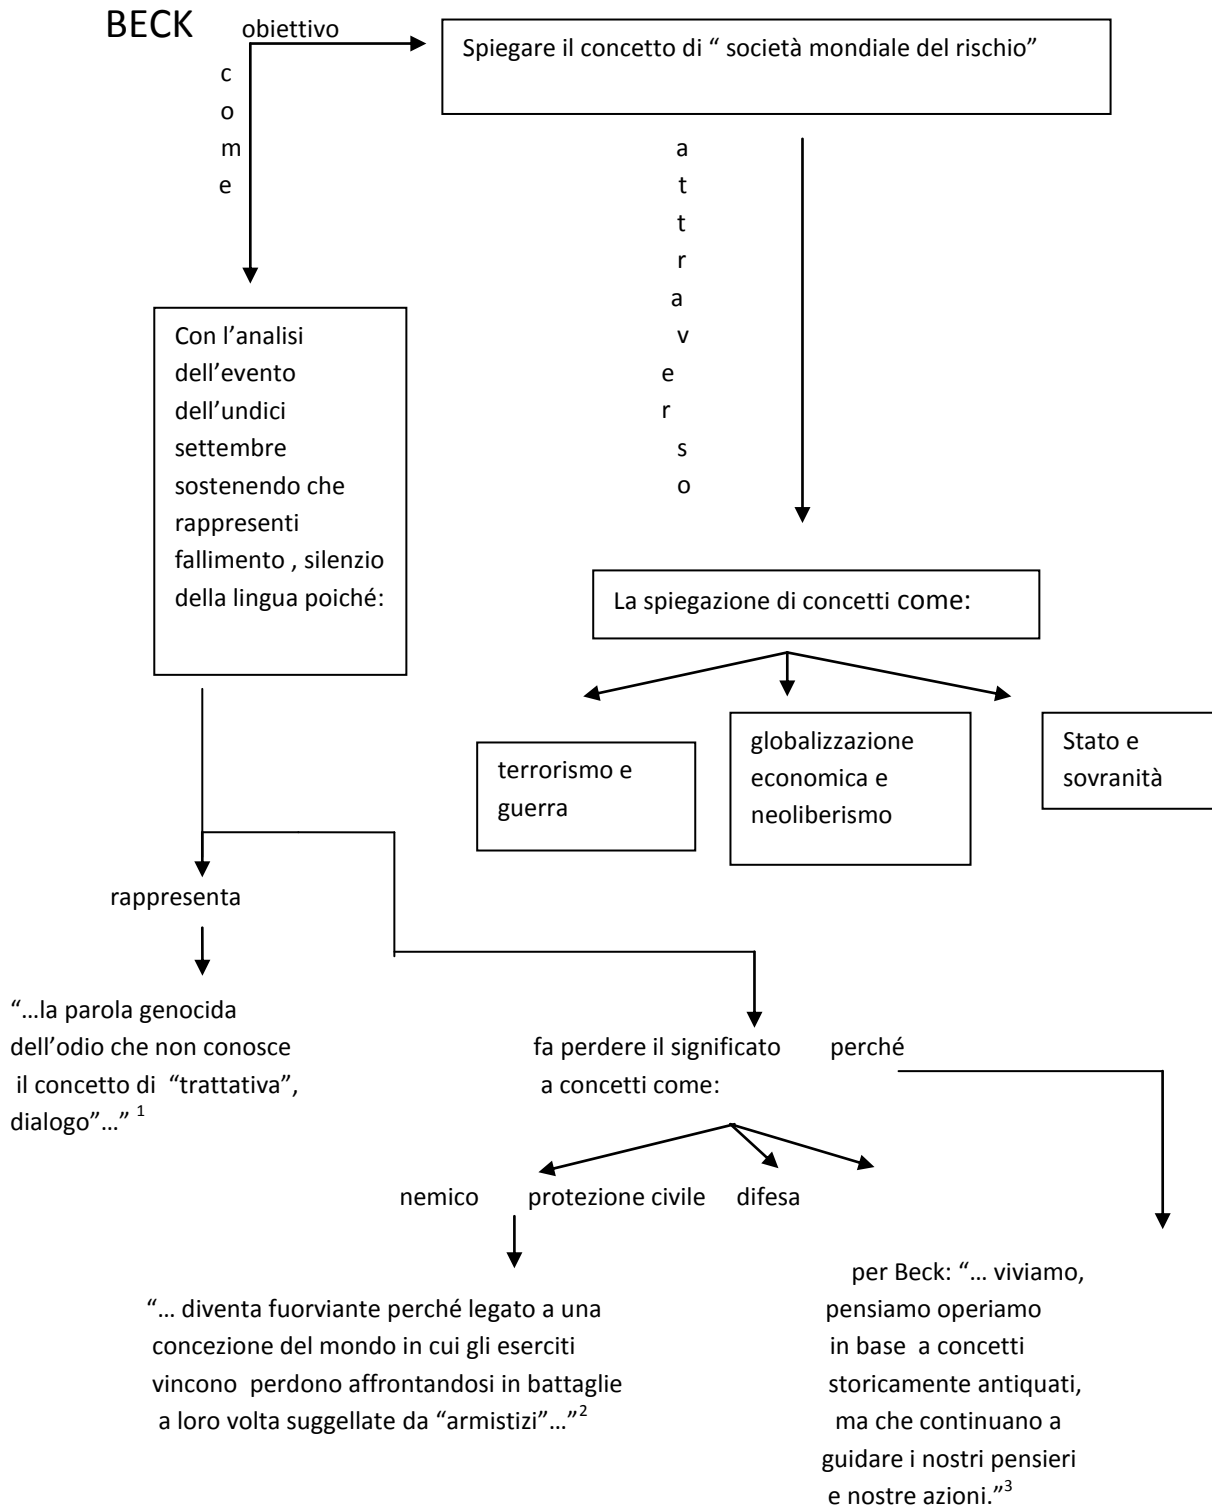 BECK obiettivo
Spiegare il concetto di “ società mondiale del rischio”
c
o
m
e
a
t
t
r
a
v
e
r
s
o
Con l’analisi
dell’evento
dell’undici
settembre
sostenendo che
rappresenti
fallimento , silenzio
della lingua poiché:
La spiegazione di concetti come:
terrorismo e
guerra
globalizzazione
economica e
neoliberismo
Stato e
sovranità
rappresenta
“...la parola genocida
dell’odio che non conosce
il concetto di “trattativa”,
dialogo”...” 1
fa perdere il significato perché
a concetti come:
nemico protezione civile difesa
“... diventa fuorviante perché legato a una
concezione del mondo in cui gli eserciti
vincono perdono affrontandosi in battaglie
a loro volta suggellate da “armistizi”...”2
per Beck: “... viviamo,
pensiamo operiamo
in base a concetti
storicamente antiquati,
ma che continuano a
guidare i nostri pensieri
e nostre azioni.”3